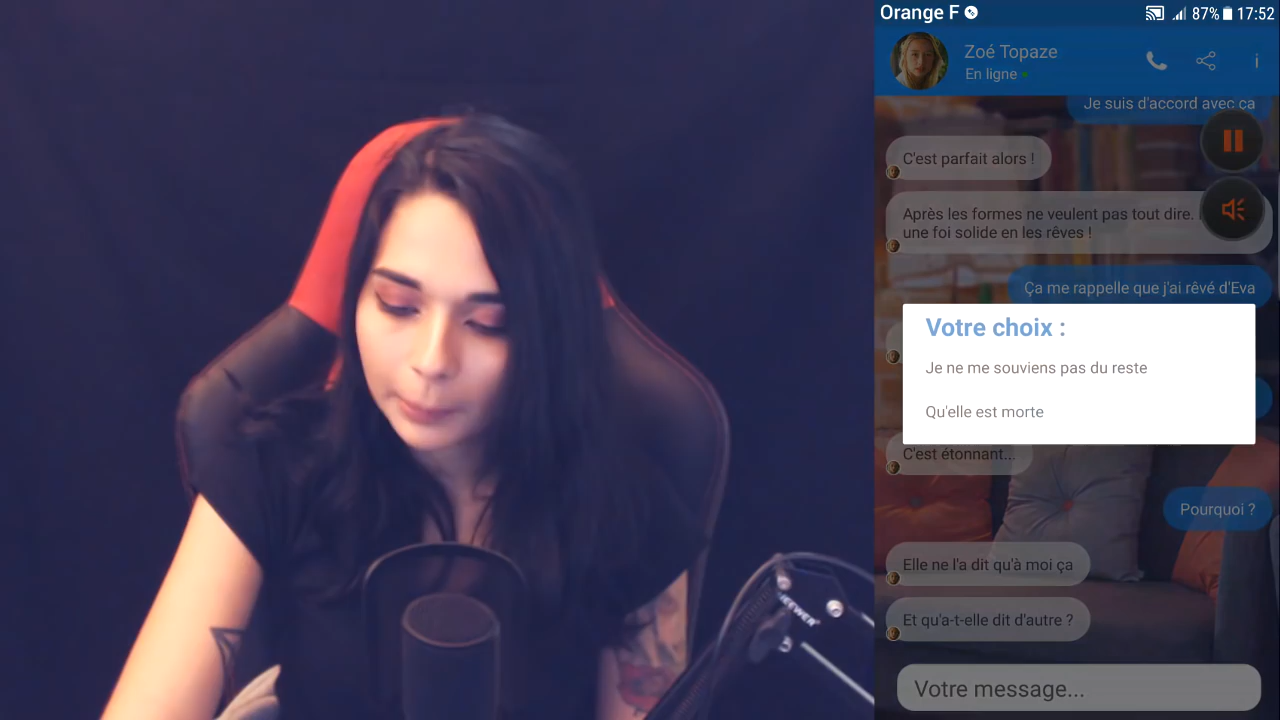 Orange F
87% 17:52
Zoé Topaze
En ligne
Je suis d'accord avec ca
C'est parfait alors !
Après les formes ne veulent pas tout dire.
une foi solide en les rêves !
Ça me rappelle que j'ai rêvé d'Eva
Votre choix :
Je ne me souviens pas du reste
Qu'elle est morte
C'est étonnant...
Pourquoi ?
Elle ne l'a dit qu'à moi ça
Et qu'a-t-elle dit d'autre ?
Votre message...
NEEWER